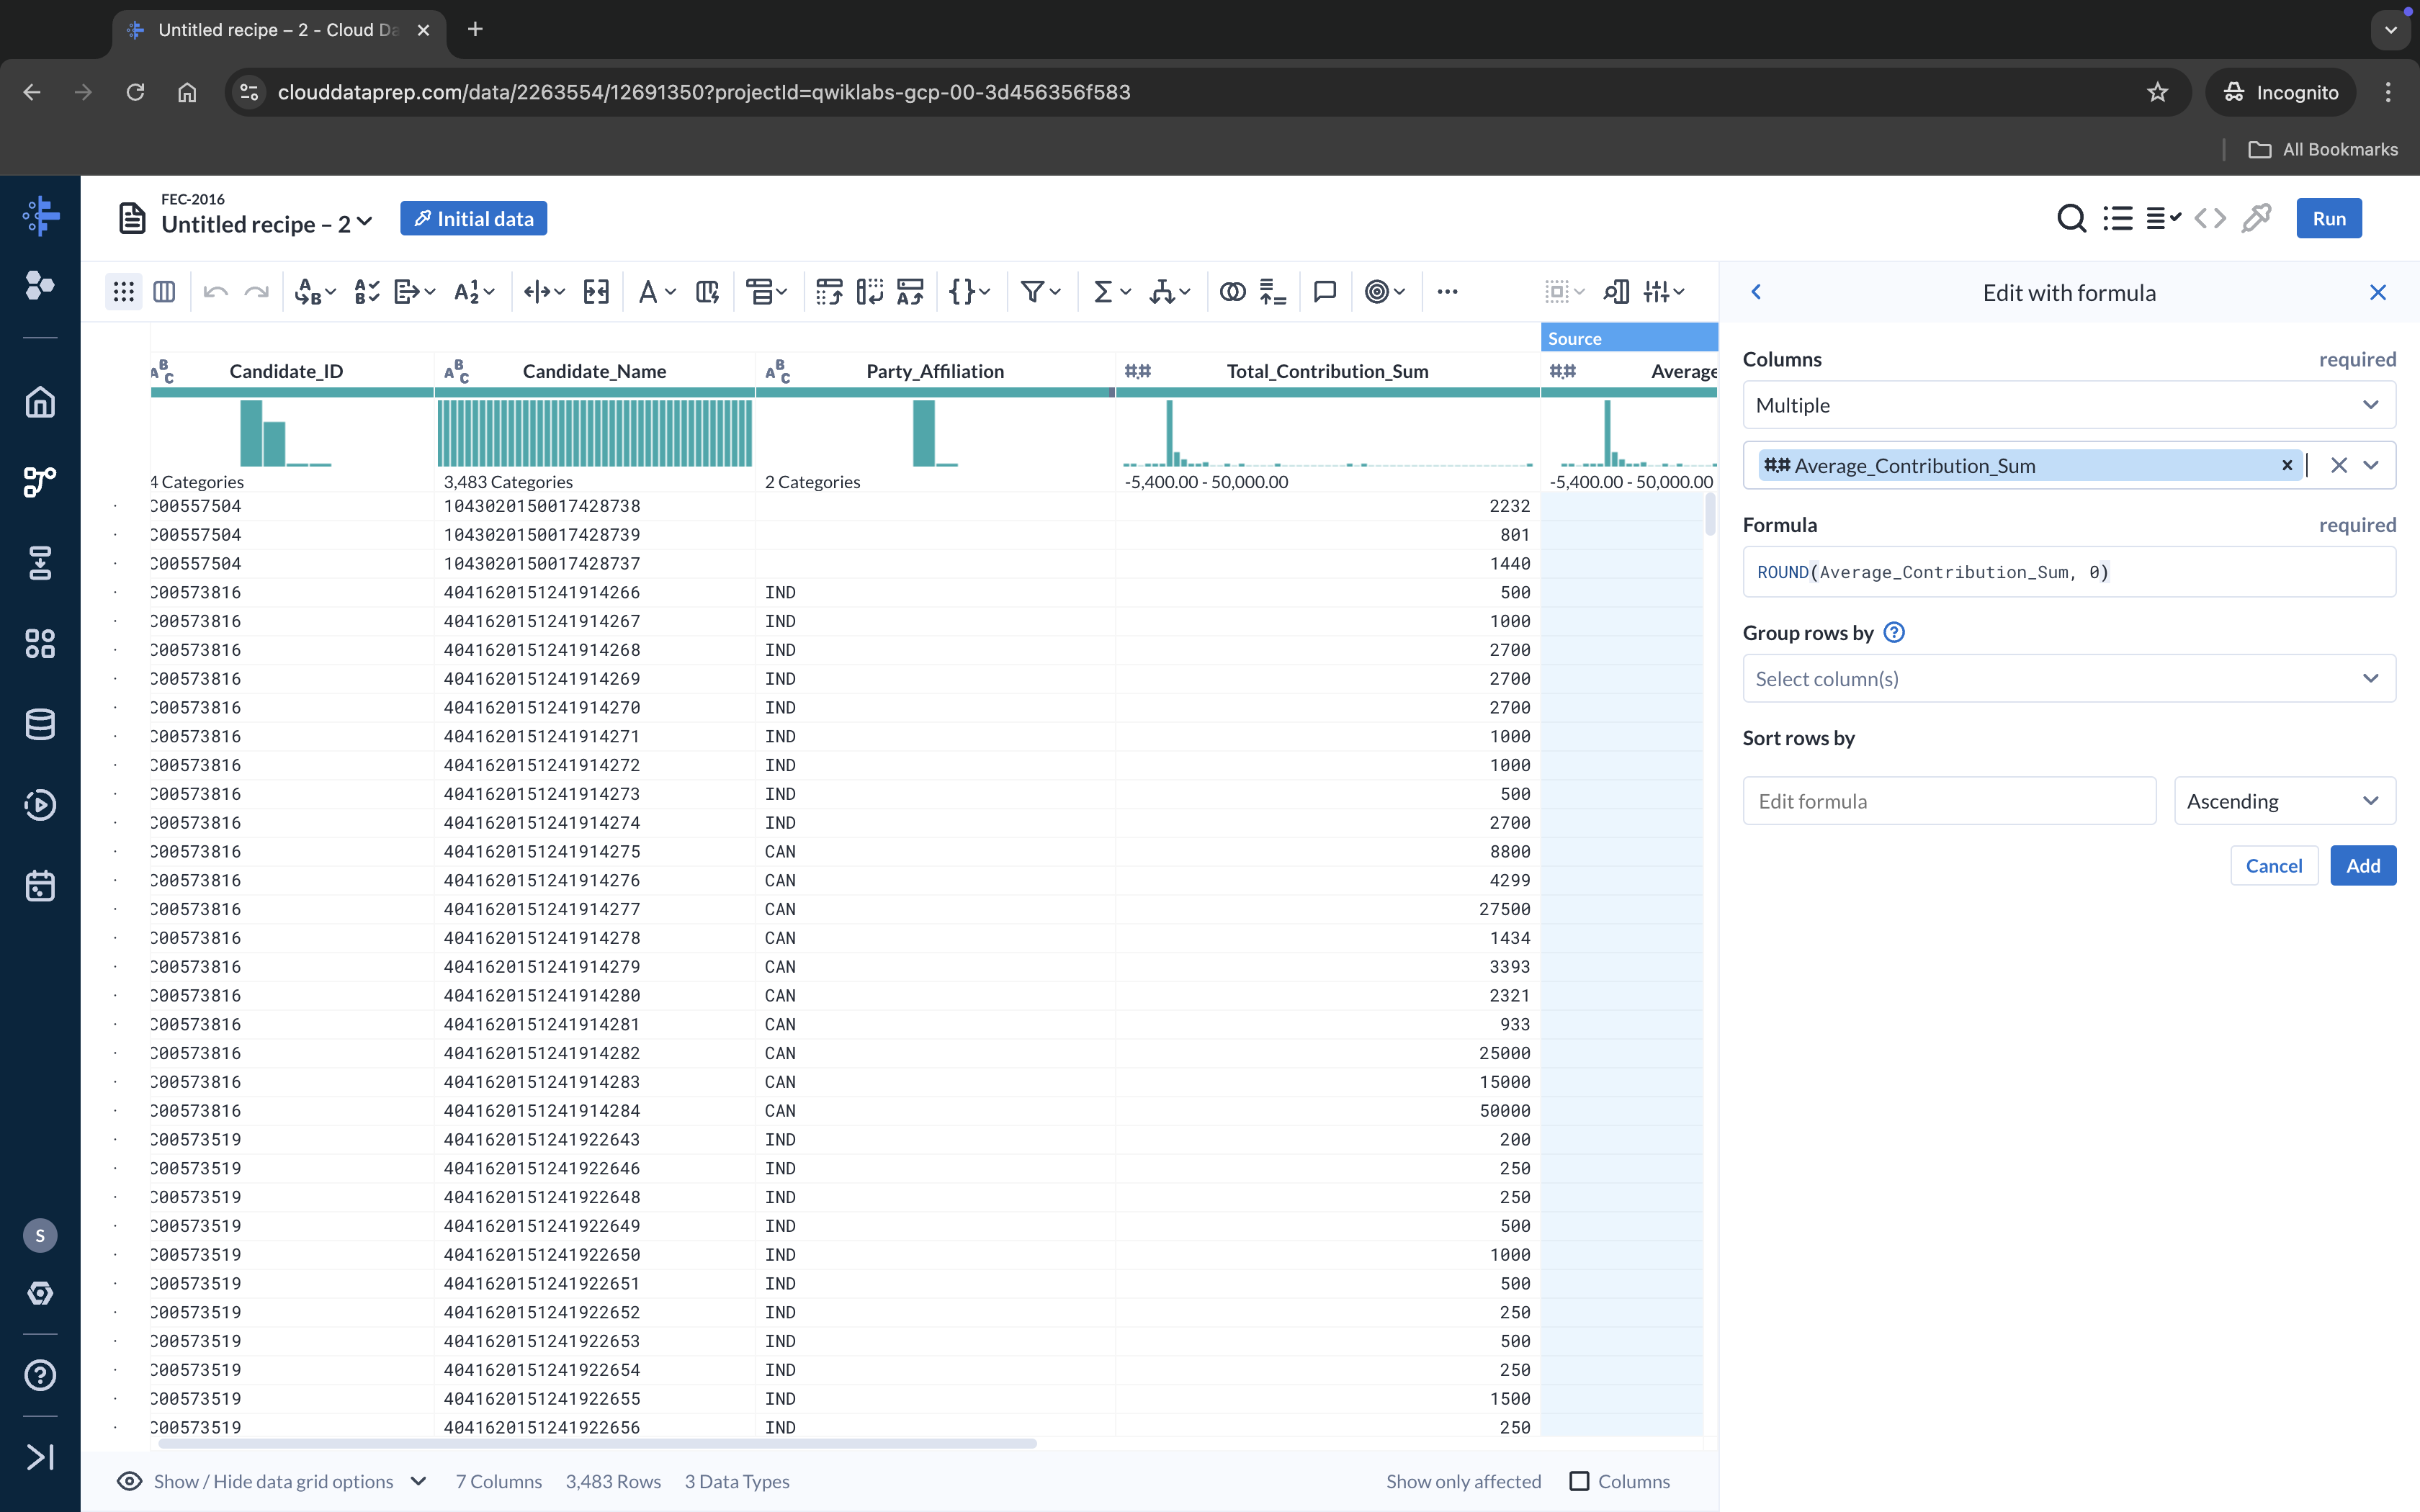 Untitled recipe – 2 - Cloud Da
clouddataprep.com/data/2263554/12691350?projectId=qwiklabs-gcp-00-3d456356f583
Incognito
All Bookmarks
FEC-2016
Untitled recipe – 2
Initial data
Run
Edit with formula
Source
Candidate_ID Candidate_Name Party_Affiliation Total_Contribution_Sum Average
4 Categories 3,483 Categories 2 Categories -5,400.00 - 50,000.00 -5,400.00 - 50,000.00
C00557504 1043020150017428738 2232
C00557504 1043020150017428739 801
C00557504 1043020150017428737 1440
C00573816 4041620151241914266 IND 500
C00573816 4041620151241914267 IND 1000
C00573816 4041620151241914268 IND 2700
C00573816 4041620151241914269 IND 2700
C00573816 4041620151241914270 IND 2700
C00573816 4041620151241914271 IND 1000
C00573816 4041620151241914272 IND 1000
C00573816 4041620151241914273 IND 500
C00573816 4041620151241914274 IND 2700
C00573816 4041620151241914275 CAN 8800
C00573816 4041620151241914276 CAN 4299
C00573816 4041620151241914277 CAN 27500
C00573816 4041620151241914278 CAN 1434
C00573816 4041620151241914279 CAN 3393
C00573816 4041620151241914280 CAN 2321
C00573816 4041620151241914281 CAN 933
C00573816 4041620151241914282 CAN 25000
C00573816 4041620151241914283 CAN 15000
C00573816 4041620151241914284 CAN 50000
C00573519 4041620151241922643 IND 200
C00573519 4041620151241922646 IND 250
C00573519 4041620151241922648 IND 250
C00573519 4041620151241922649 IND 500
C00573519 4041620151241922650 IND 1000
C00573519 4041620151241922651 IND 500
C00573519 4041620151241922652 IND 250
C00573519 4041620151241922653 IND 500
C00573519 4041620151241922654 IND 250
C00573519 4041620151241922655 IND 1500
C00573519 4041620151241922656 IND 250
Show / Hide data grid options 7 Columns 3,483 Rows 3 Data Types Show only affected Columns
Columns required
Multiple
##.## Average_Contribution_Sum
Formula required
ROUND(Average_Contribution_Sum, 0)
Group rows by
Select column(s)
Sort rows by
Edit formula Ascending
Cancel Add
S